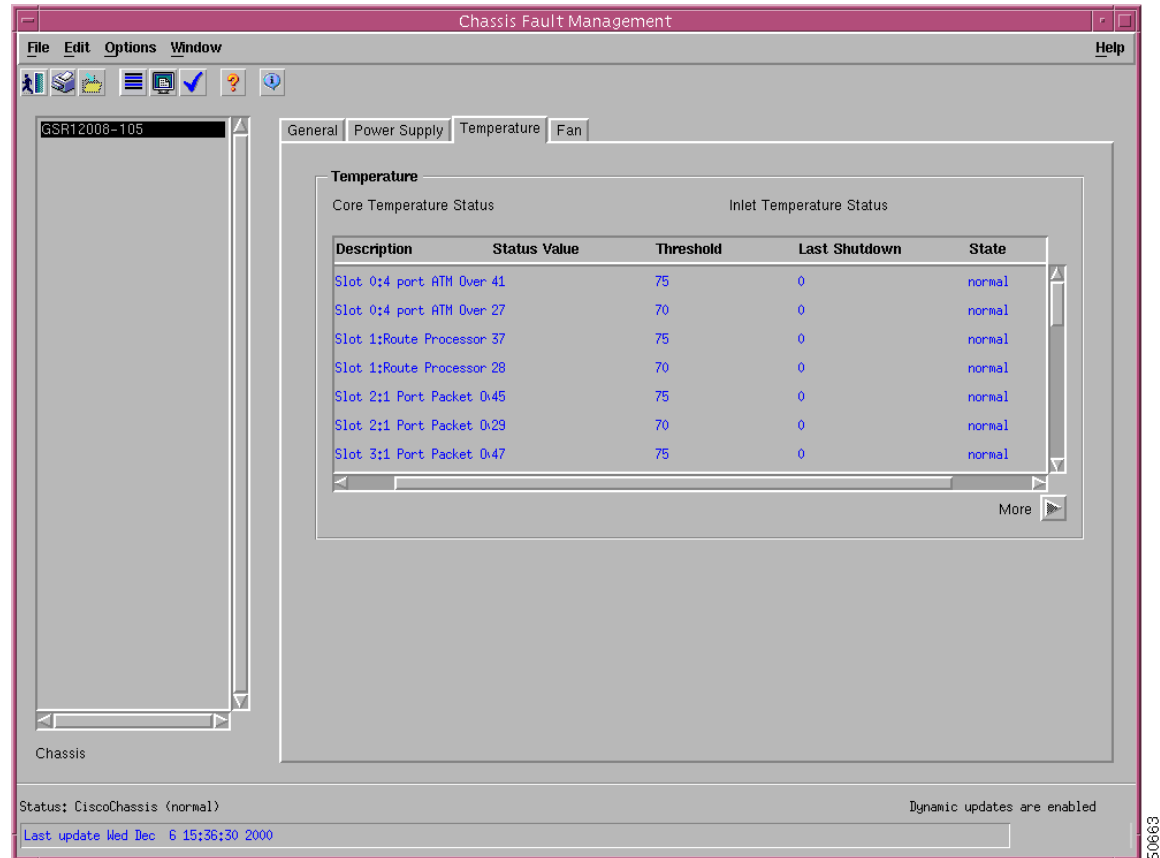 Chassis Fault Management
File Edit Options Window Help
GSR12008-105
General Power Supply Temperature Fan
Temperature
Core Temperature Status Inlet Temperature Status
Description Status Value Threshold Last Shutdown State
Slot 0:4 port ATM Over 41 75 0 normal
Slot 0:4 port ATM Over 27 70 0 normal
Slot 1:Route Processor 37 75 0 normal
Slot 1:Route Processor 28 70 0 normal
Slot 2:1 Port Packet Ov 45 75 0 normal
Slot 2:1 Port Packet Ov 29 70 0 normal
Slot 3:1 Port Packet Ov 47 75 0 normal
More
Chassis
Status: CiscoChassis (normal) Dynamic updates are enabled
Last update Wed Dec 6 15:36:30 2000
50663